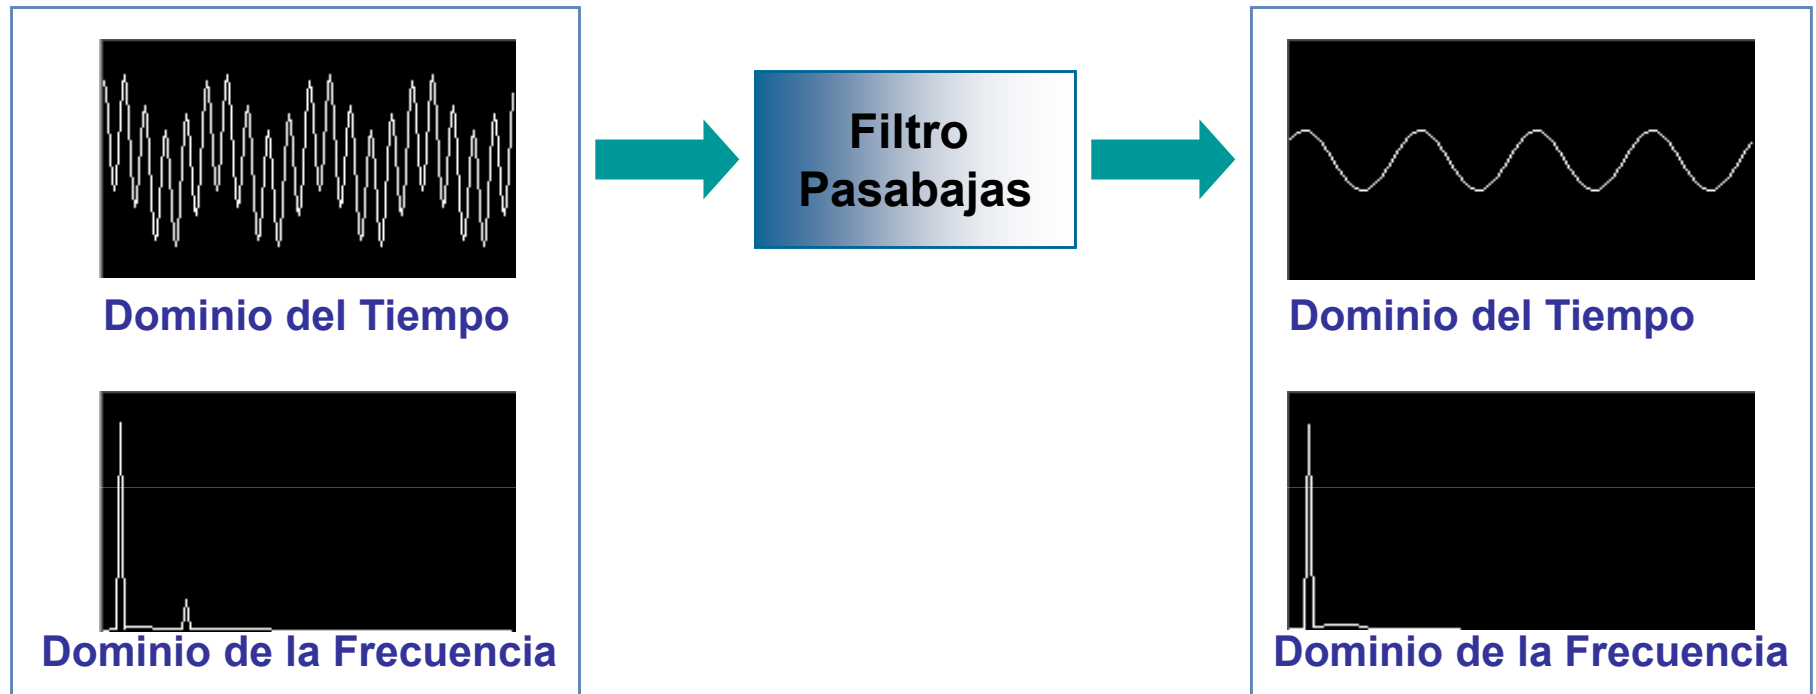 Dominio del Tiempo
Dominio de la Frecuencia
Filtro
Pasabajas
Dominio del Tiempo
Dominio de la Frecuencia